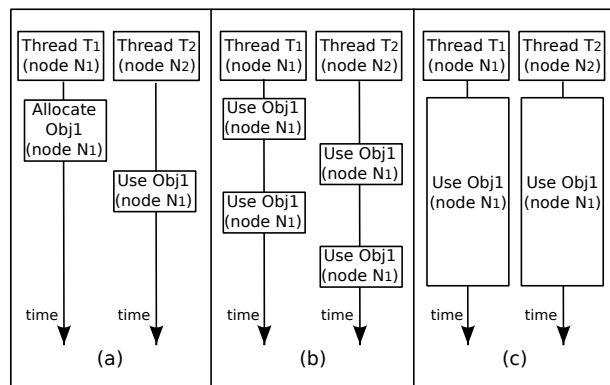 Thread T1
(node N1)
Thread T2
(node N2)
Allocate
Obj1
(node N1)
Use Obj1
(node N1)
time
time
(a)
Thread T1
(node N1)
Thread T2
(node N2)
Use Obj1
(node N1)
Use Obj1
(node N1)
Use Obj1
(node N1)
Use Obj1
(node N1)
time
time
(b)
Thread T1
(node N1)
Thread T2
(node N2)
Use Obj1
(node N1)
Use Obj1
(node N1)
time
time
(c)